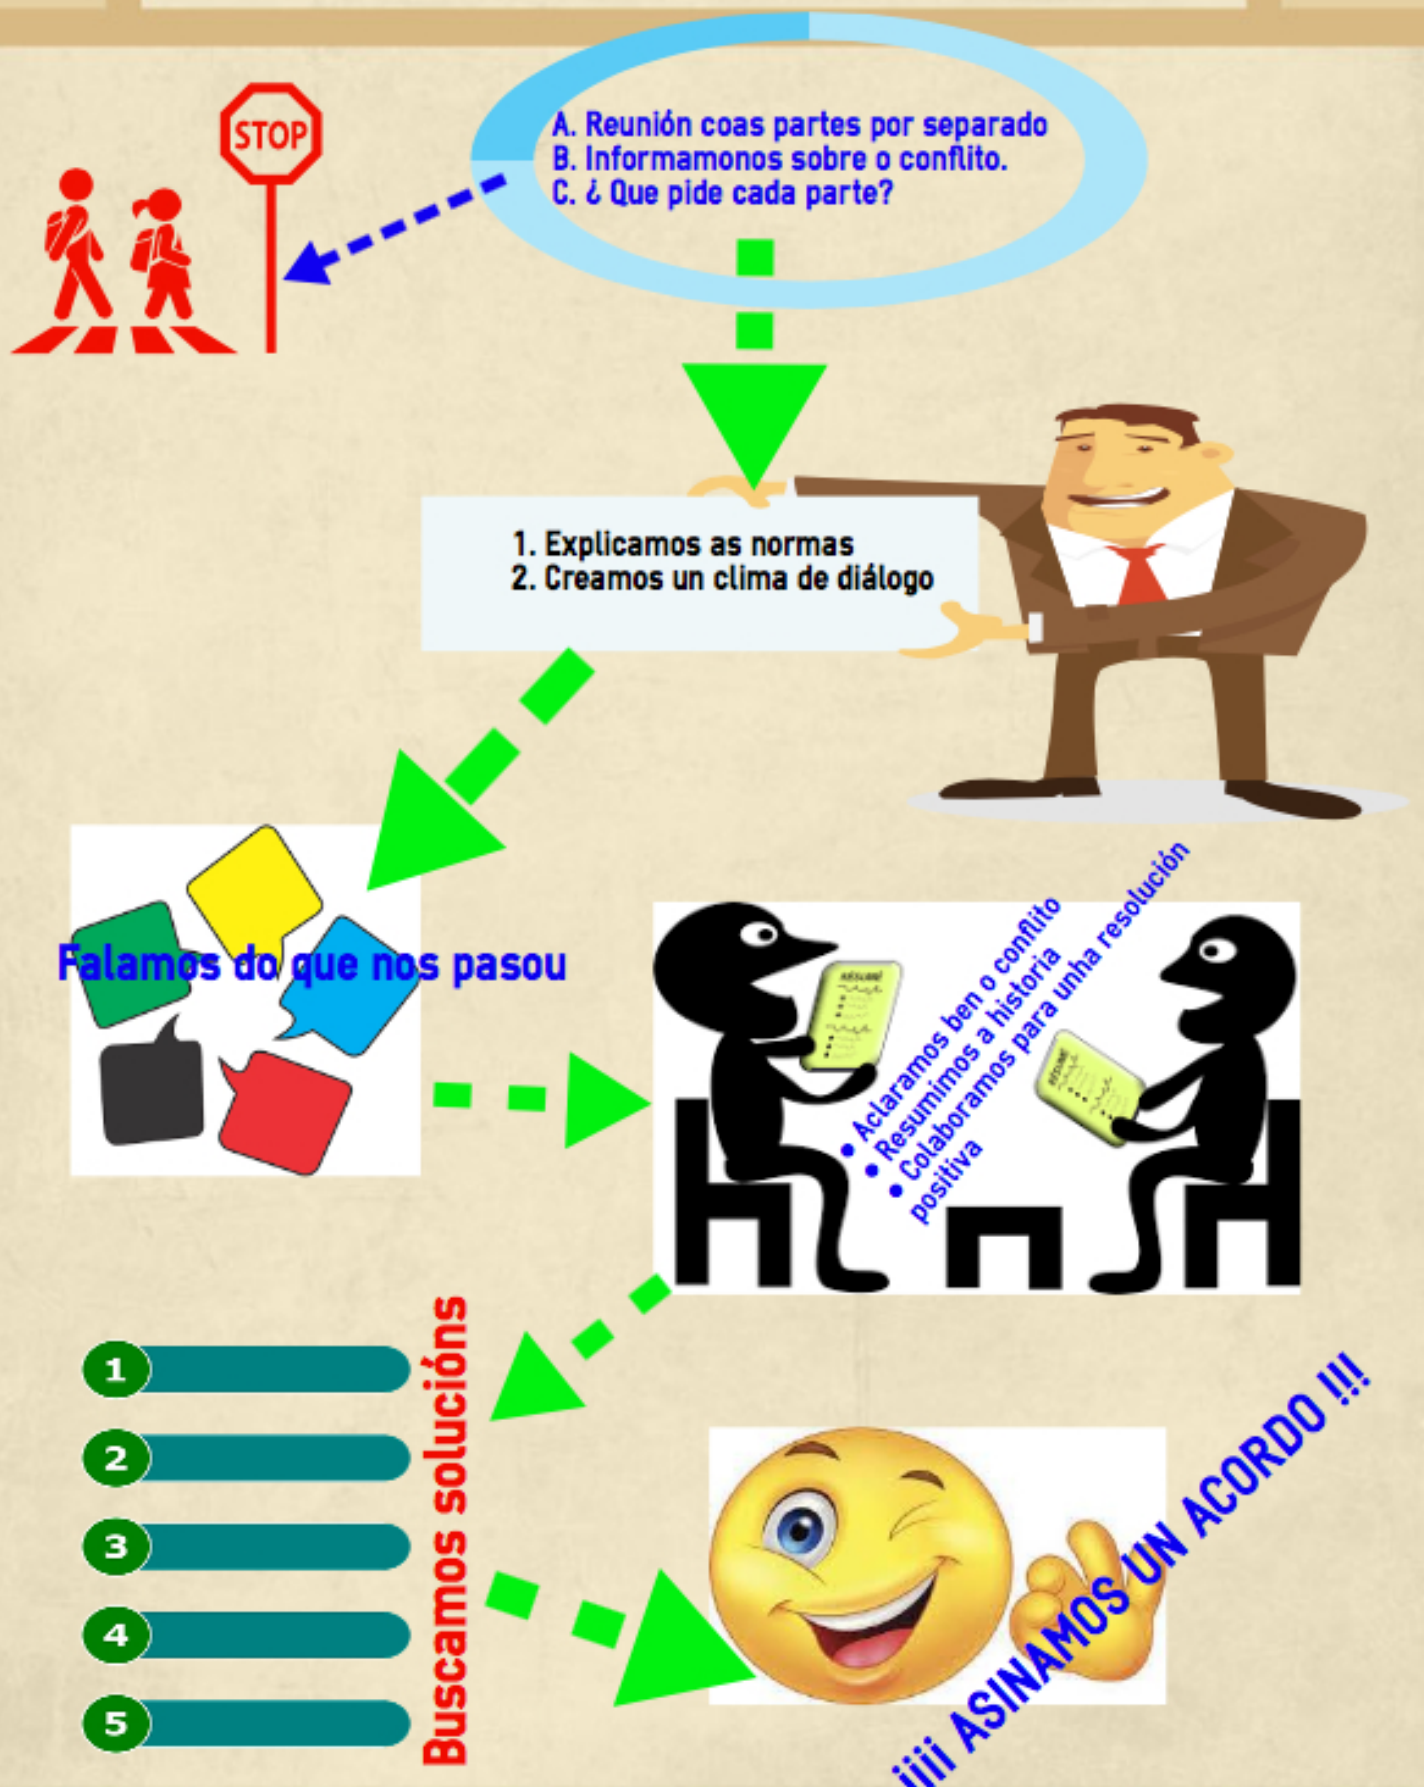 STOP
A. Reunión coas partes por separado
B. Informamonos sobre o conflito.
C. ¿ Que pide cada parte?
1. Explicamos as normas
2. Creamos un clima de diálogo
Falamos do que nos pasou
RÉSUMÉ
• Aclaramos ben o conflito
• Resumimos a historia
• Colaboramos para unha resolución
positiva
RÉSUMÉ
1
2
3
4
5
Buscamos solucións
¡¡¡¡ ASINAMOS UN ACORDO !!!